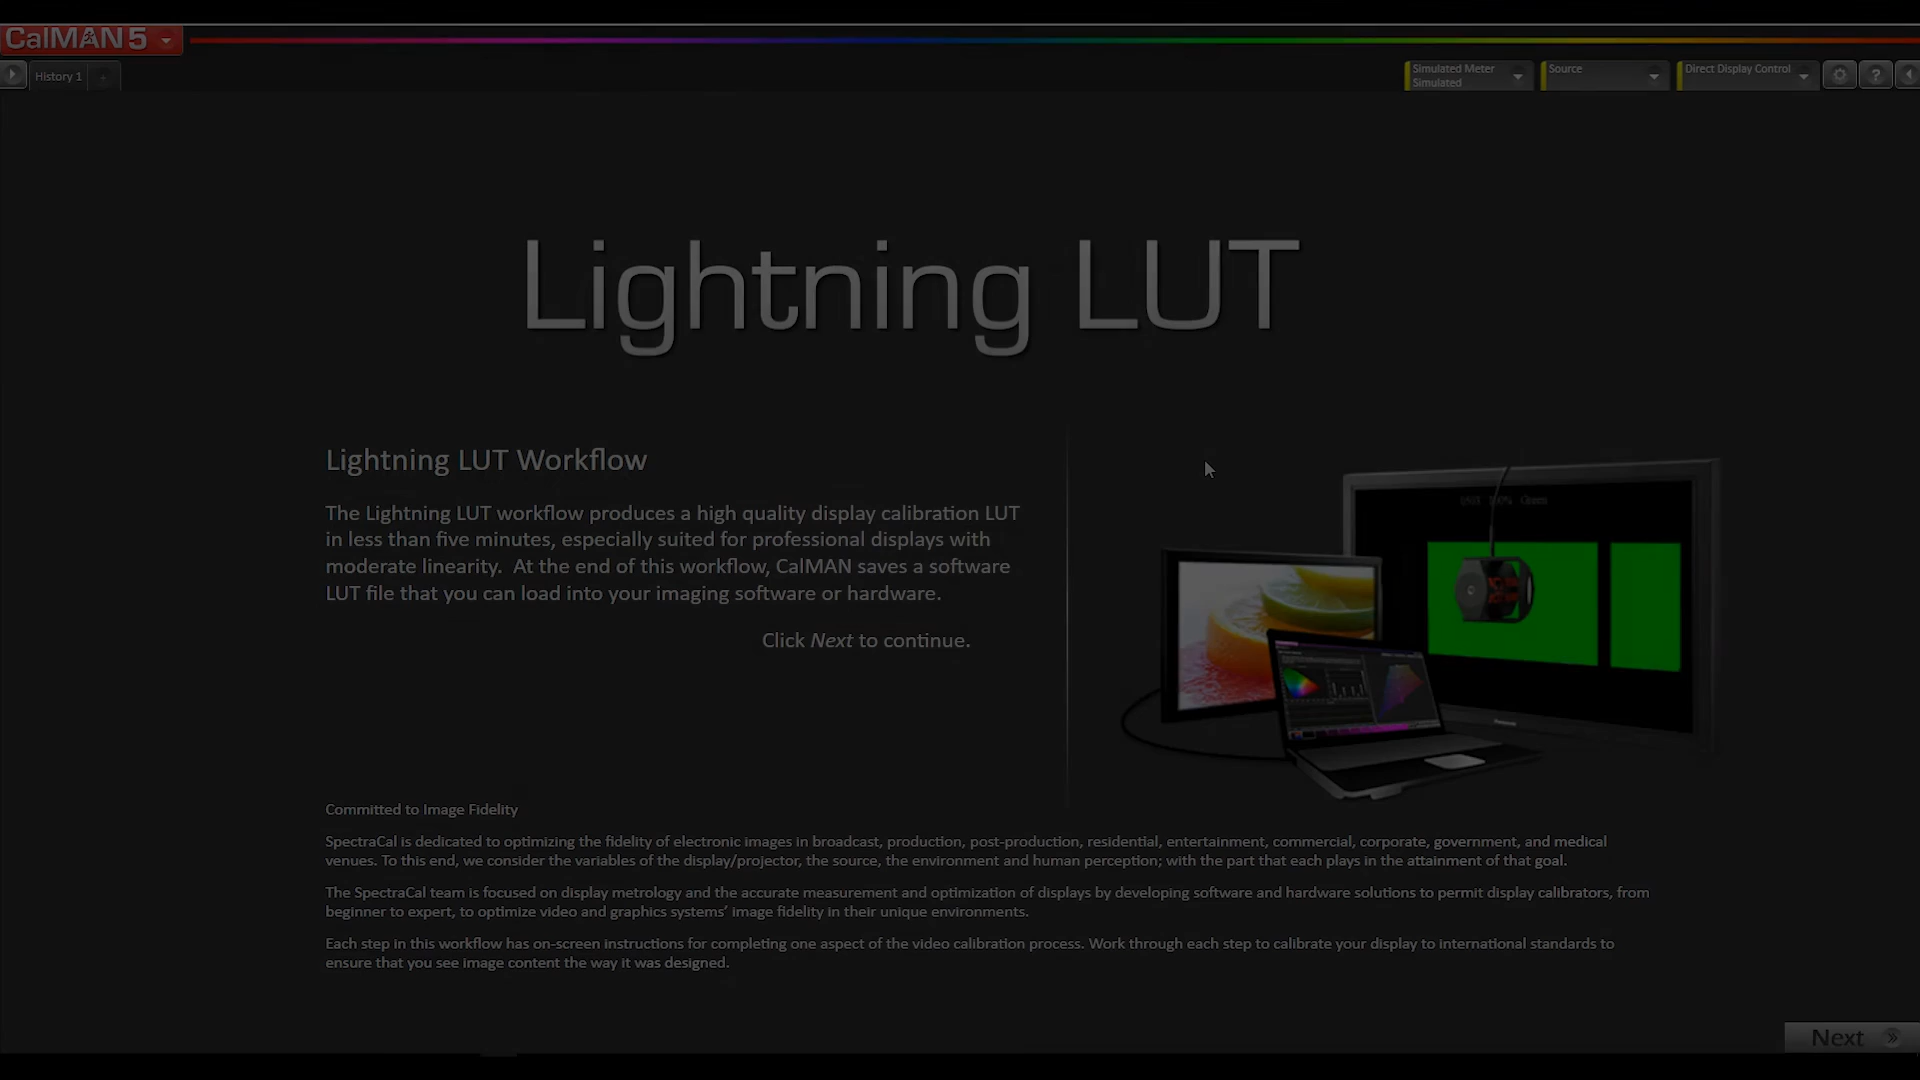 CalMAN 5
History 1
Simulated Meter
Simulated
Source
Direct Display Control
?
Lightning LUT
Lightning LUT Workflow
The Lightning LUT workflow produces a high quality display calibration LUT
in less than five minutes, especially suited for professional displays with
moderate linearity. At the end of this workflow, CalMAN saves a software
LUT file that you can load into your imaging software or hardware.
Click Next to continue.
Committed to Image Fidelity
SpectraCal is dedicated to optimizing the fidelity of electronic images in broadcast, production, post-production, residential, entertainment, commercial, corporate, government, and medical
venues. To this end, we consider the variables of the display/projector, the source, the environment and human perception; with the part that each plays in the attainment of that goal.
The SpectraCal team is focused on display metrology and the accurate measurement and optimization of displays by developing software and hardware solutions to permit display calibrators, from
beginner to expert, to optimize video and graphics systems' image fidelity in their unique environments.
Each step in this workflow has on-screen instructions for completing one aspect of the video calibration process. Work through each step to calibrate your display to international standards to
ensure that you see image content the way it was designed.
Next